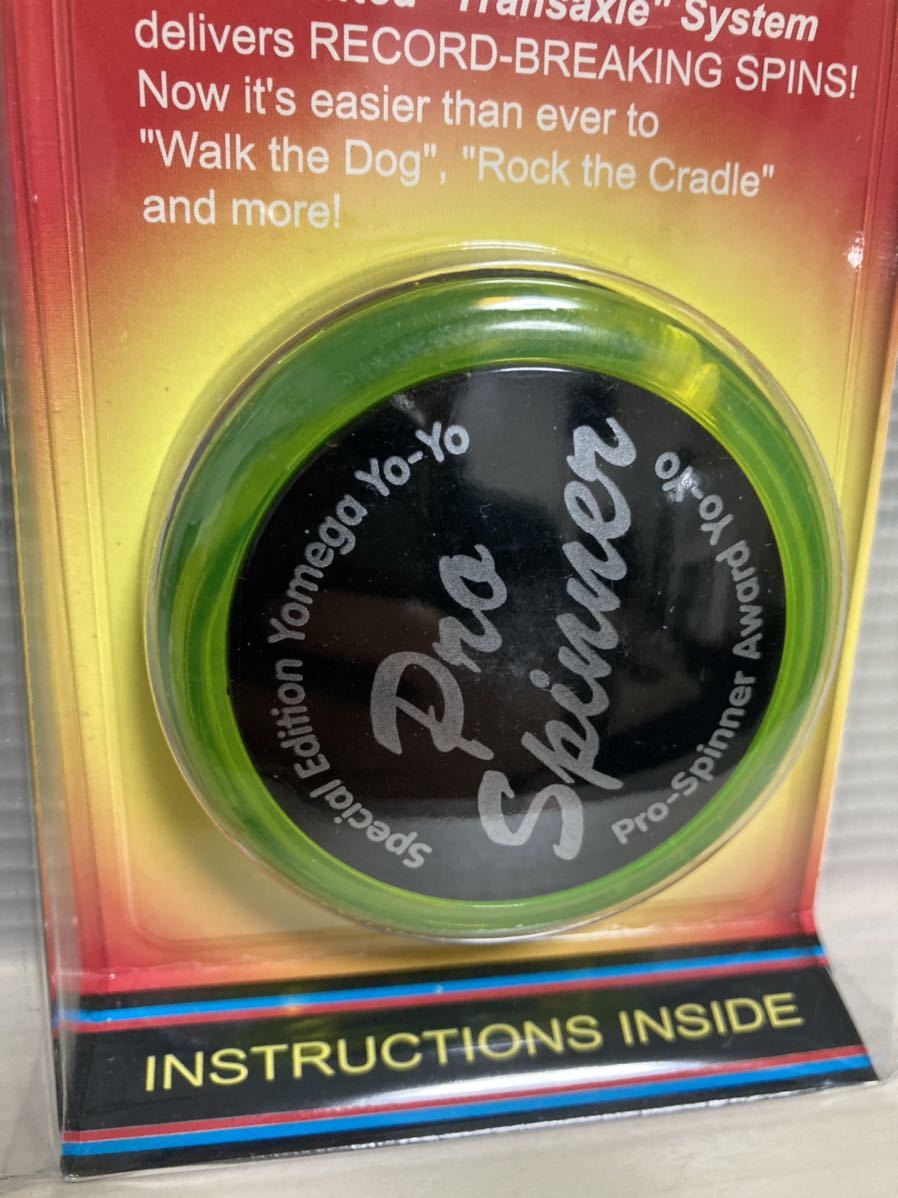 "Transaxle" System
delivers RECORD-BREAKING SPINS!
Now it's easier than ever to
"Walk the Dog", "Rock the Cradle"
and more!
Special Edition Yomega Yo-Yo
Pro
Spinner
Pro-Spinner Award Yo-Yo
INSTRUCTIONS INSIDE